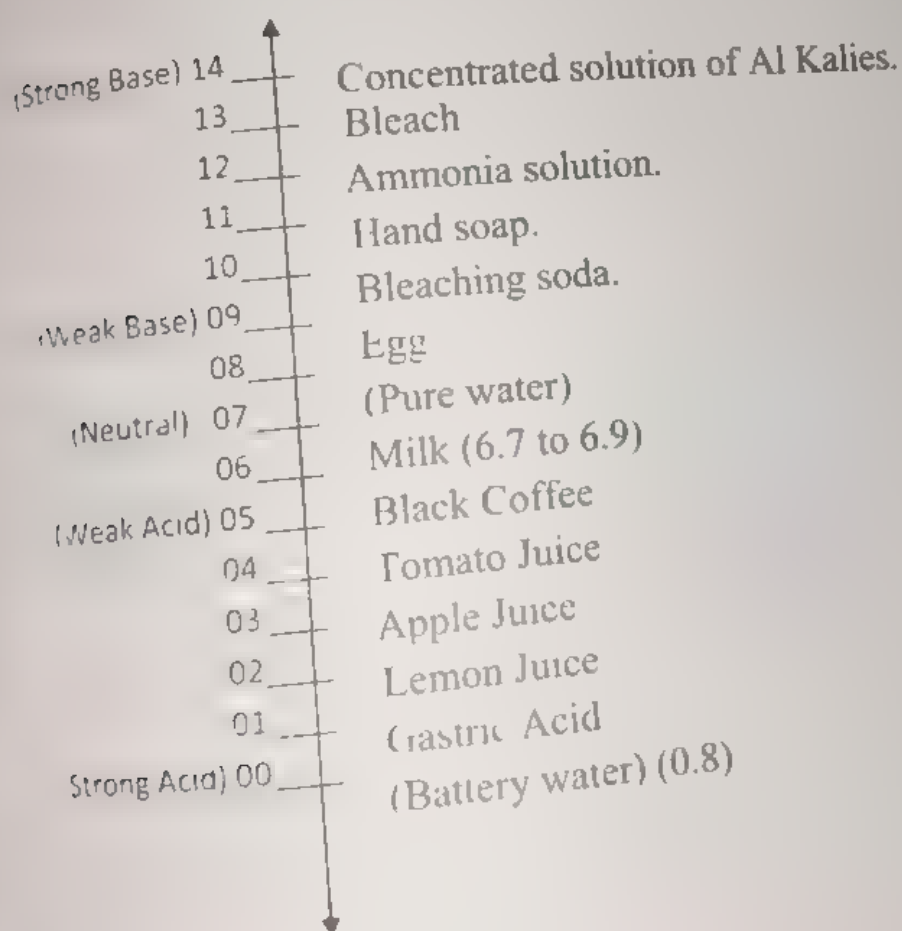 (Strong Base) 14 Concentrated solution of Al Kalies.
13 Bleach
12 Ammonia solution.
11 Hand soap.
10 Bleaching soda.
(Weak Base) 09 Egg
08 (Pure water)
(Neutral) 07 Milk (6.7 to 6.9)
06 Black Coffee
(Weak Acid) 05 Tomato Juice
04 Apple Juice
03 Lemon Juice
02 Gastric Acid
01 (Battery water) (0.8)
Strong Acid) 00